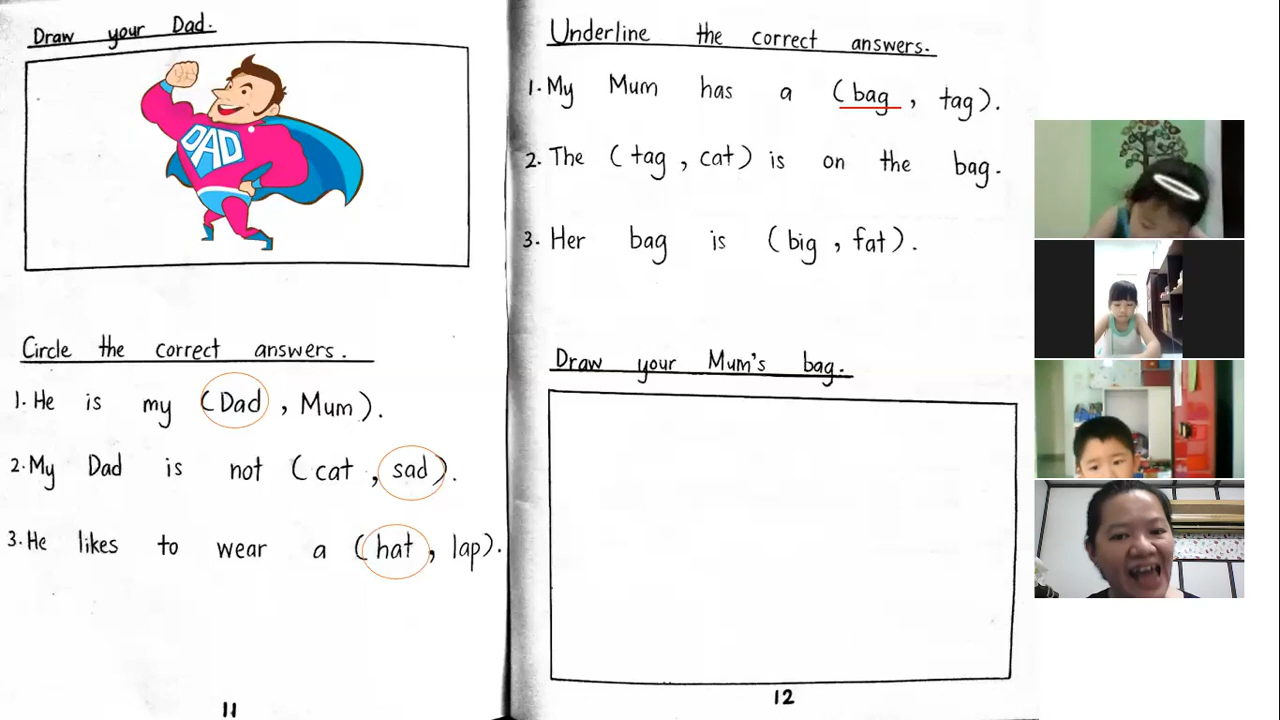 Draw your Dad.
DAD
Circle the correct answers.
1. He is my (Dad, Mum).
2. My Dad is not (cat, sad).
3. He likes to wear a (hat, lap).
11
Underline the correct answers.
1. My Mum has a (bag, tag).
2. The (tag, cat) is on the bag.
3. Her bag is (big, fat).
Draw your Mum's bag.
12